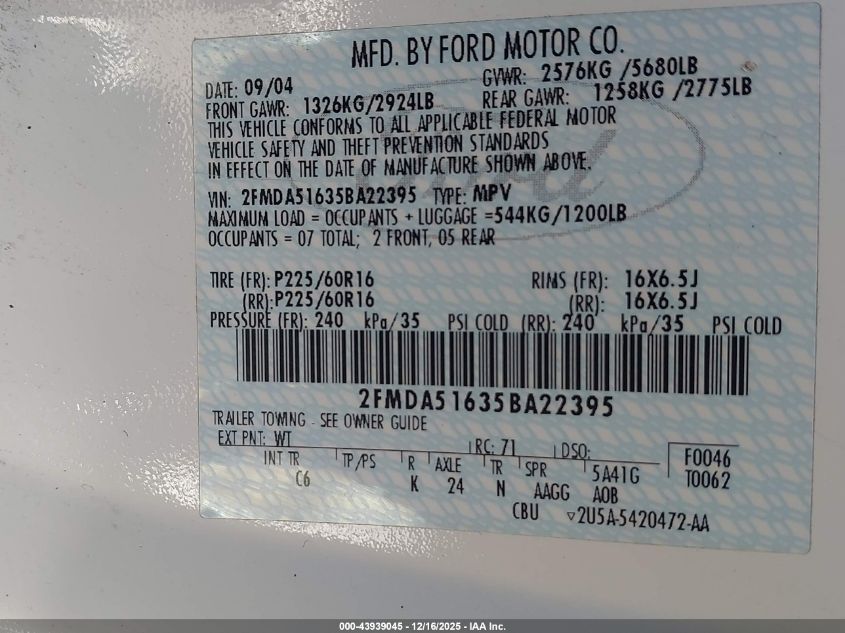 MFD. BY FORD MOTOR CO.
DATE: 09/04 GVWR: 2576KG /5680LB
FRONT GAWR: 1326KG/2924LB REAR GAWR: 1258KG /2775LB
THIS VEHICLE CONFORMS TO ALL APPLICABLE FEDERAL MOTOR
VEHICLE SAFETY AND THEFT PREVENTION STANDARDS
IN EFFECT ON THE DATE OF MANUFACTURE SHOWN ABOVE.
VIN: 2FMDA51635BA22395 TYPE: MPV
MAXIMUM LOAD = OCCUPANTS + LUGGAGE =544KG/1200LB
OCCUPANTS = 07 TOTAL; 2 FRONT, 05 REAR
TIRE (FR): P225/60R16 RIMS (FR): 16X6.5J
(RR): P225/60R16 (RR): 16X6.5J
PRESSURE (FR): 240 kPa/35 PSI COLD (RR): 240 kPa/35 PSI COLD
2FMDA51635BA22395
TRAILER TOWING - SEE OWNER GUIDE
EXT PNT: WT RC: 71 DSO: F0046
INT TR TP/PS R AXLE TR SPR 5A41G T0062
C6 K 24 N AAGG AOB
CBU ▿2U5A-5420472-AA
Ford
000-43939045 - 12/16/2025 - IAA Inc.